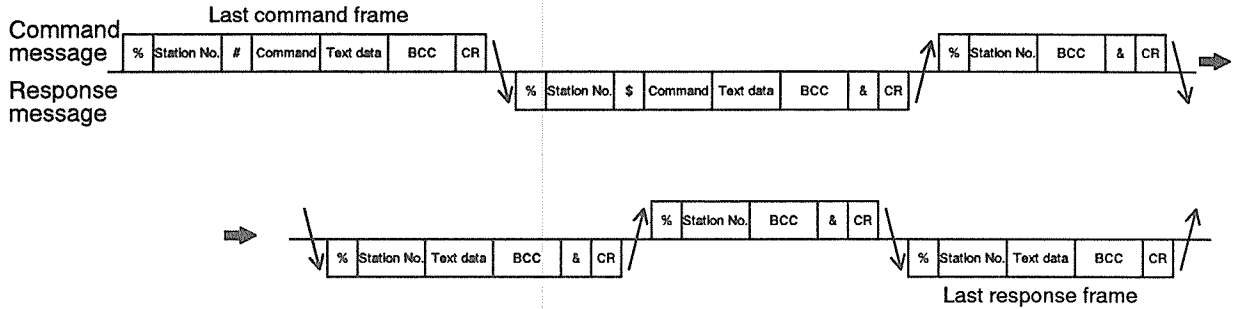 Last command frame
Command message
% Station No. # Command Text data BCC CR
% Station No. BCC & CR
Response message
% Station No. $ Command Text data BCC & CR
% Station No. BCC & CR
% Station No. Text data BCC & CR
% Station No. Text data BCC CR
Last response frame